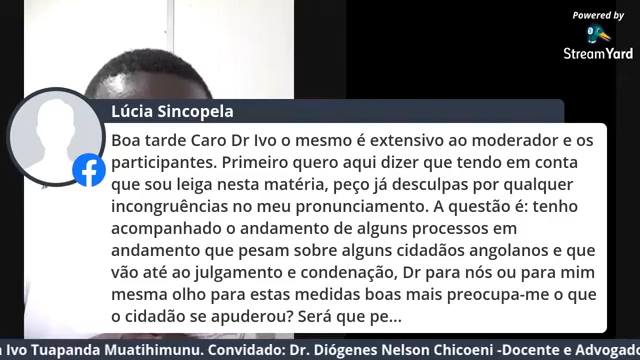 Powered by
StreamYard
Lúcia Sincopela
Boa tarde Caro Dr Ivo o mesmo é extensivo ao moderador e os
participantes. Primeiro quero aqui dizer que tendo em conta
que sou leiga nesta matéria, peço já desculpas por qualquer
incongruências no meu pronunciamento. A questão é: tenho
acompanhado o andamento de alguns processos em
andamento que pesam sobre alguns cidadãos angolanos e que
vão até ao julgamento e condenação, Dr para nós ou para mim
mesma olho para estas medidas boas mais preocupa-me o que
o cidadão se apuderou? Será que pe...
Ivo Tuapanda Muatihimunu. Convidado: Dr. Diógenes Nelson Chicoeni -Docente e Advogado